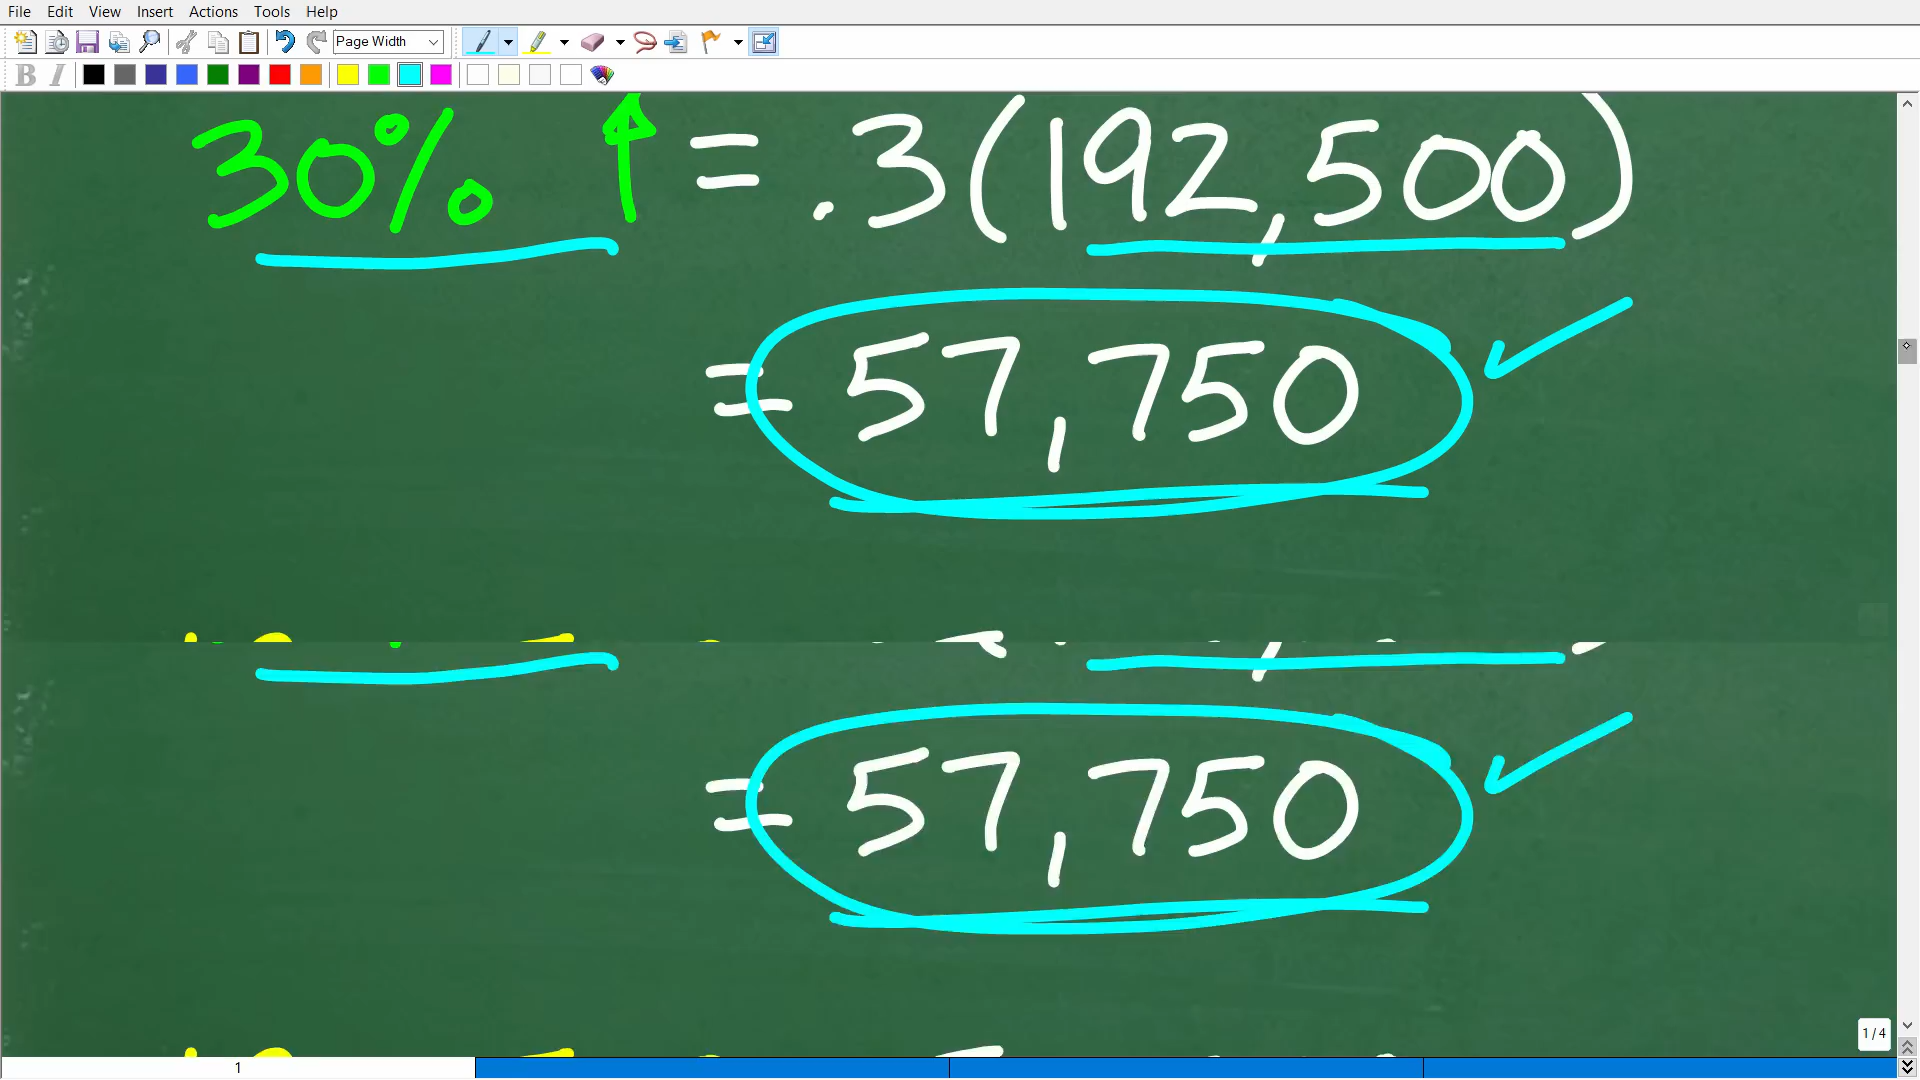 File Edit View Insert Actions Tools Help
Page Width
B I
30% ↑ = .3(192,500)
= 57,750
= 57,750
1 / 4
1